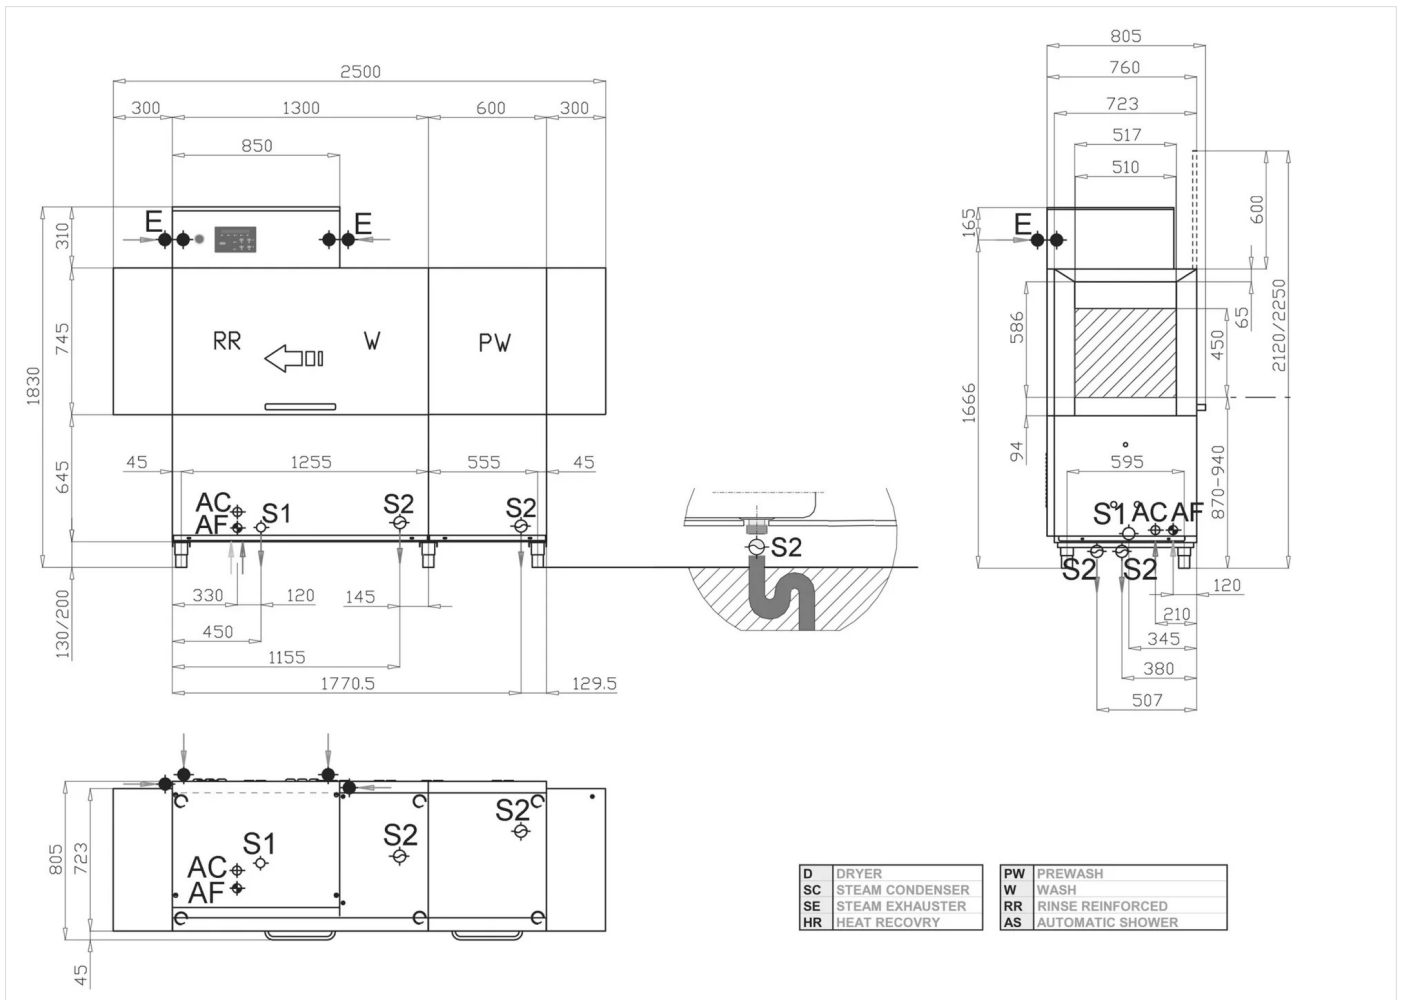 2500
300
1300
600
300
850
E
E
310
745
1830
645
130/200
RR
W
PW
45
1255
555
45
AC
AF
S1
S2
S2
330
120
145
450
1155
1770.5
129.5
S2
805
760
723
517
510
165
E
600
586
65
450
2120/2250
1666
94
595
870-940
S1
AC
AF
S2
S2
120
210
345
380
507
805
723
45
S1
AC
AF
S2
S2
D DRYER
SC STEAM CONDENSER
SE STEAM EXHAUSTER
HR HEAT RECOVRY
PW PREWASH
W WASH
RR RINSE REINFORCED
AS AUTOMATIC SHOWER